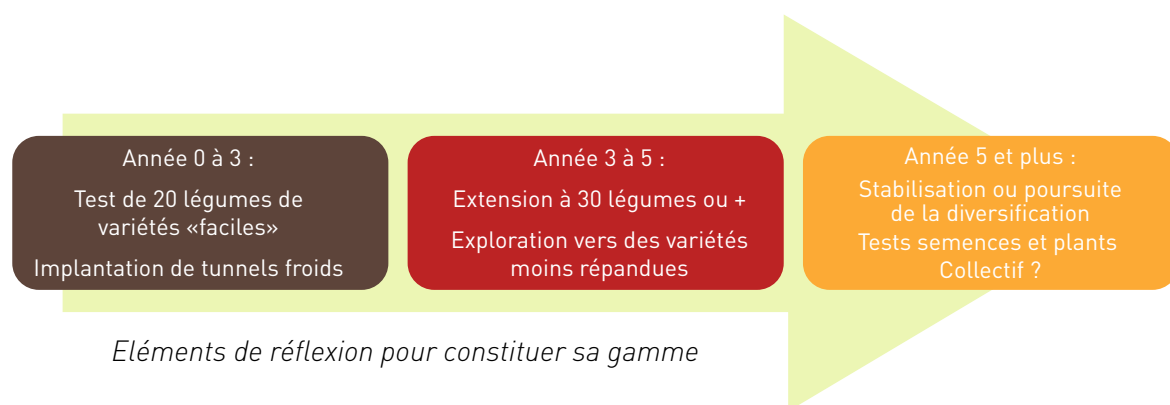 Année 0 à 3 :
Test de 20 légumes de
variétés «faciles»
Implantation de tunnels froids
Année 3 à 5 :
Extension à 30 légumes ou +
Exploration vers des variétés
moins répandues
Année 5 et plus :
Stabilisation ou poursuite
de la diversification
Tests semences et plants
Collectif ?
Eléments de réflexion pour constituer sa gamme